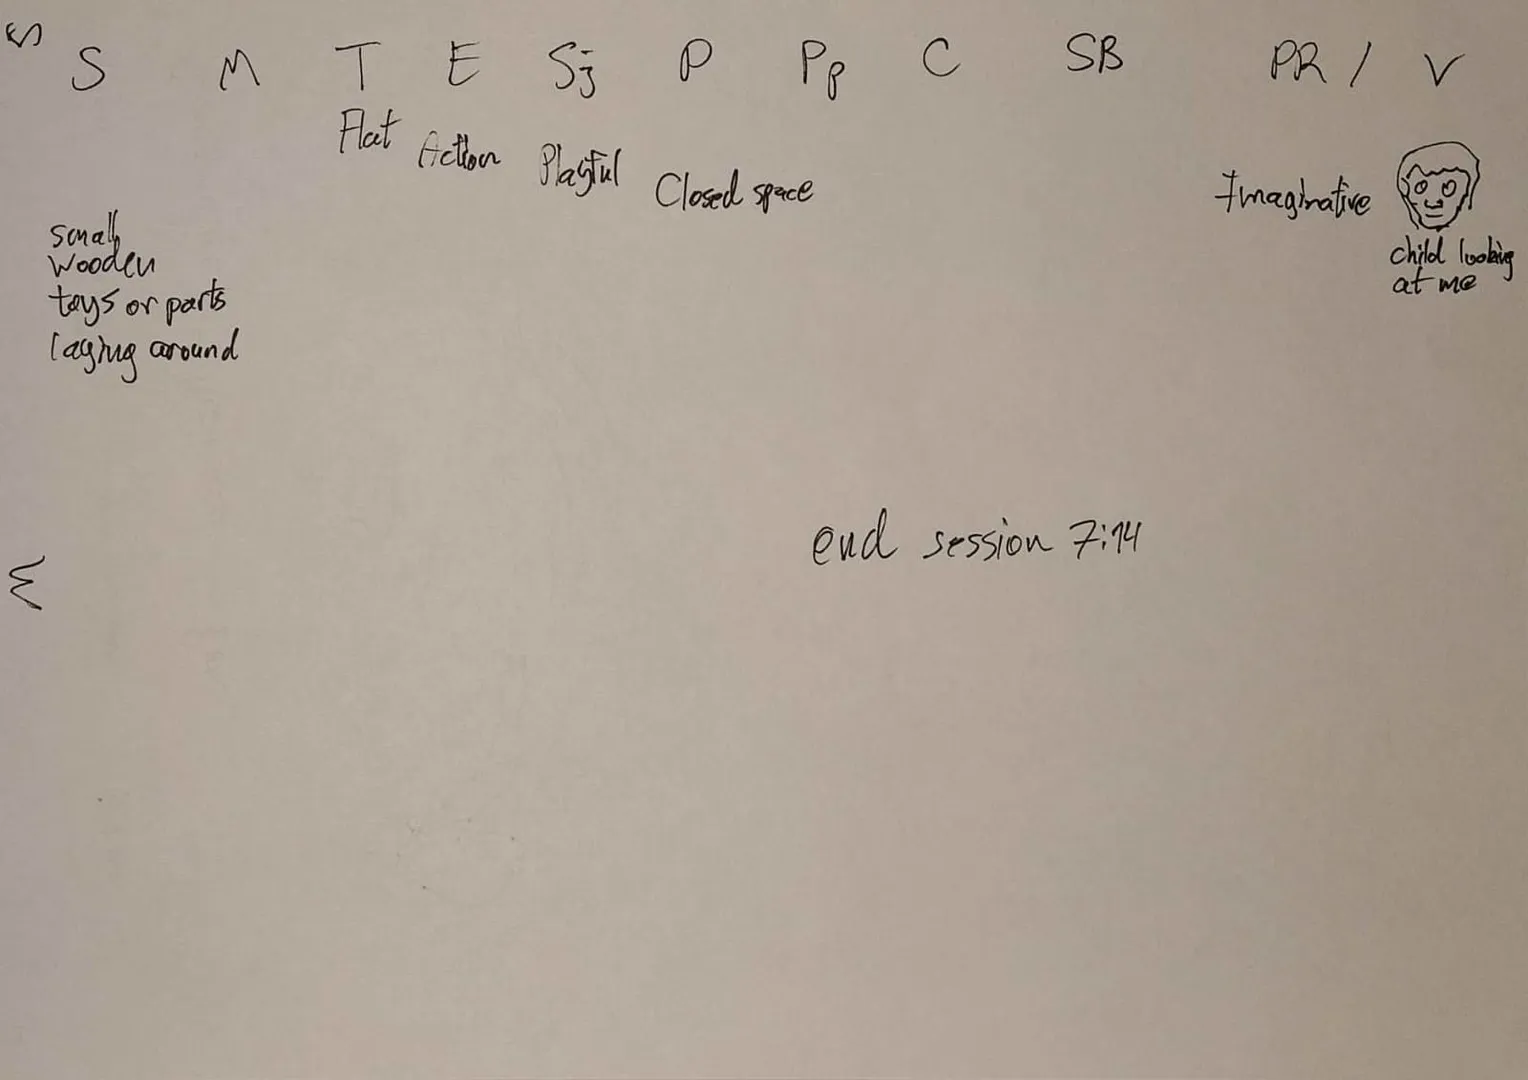 S M T E Sj P Pp C SB PR / V
Flat
Action
Playful
Closed space
Imaginative
small
wooden
toys or parts
laying around
child looking
at me
end session 7:14